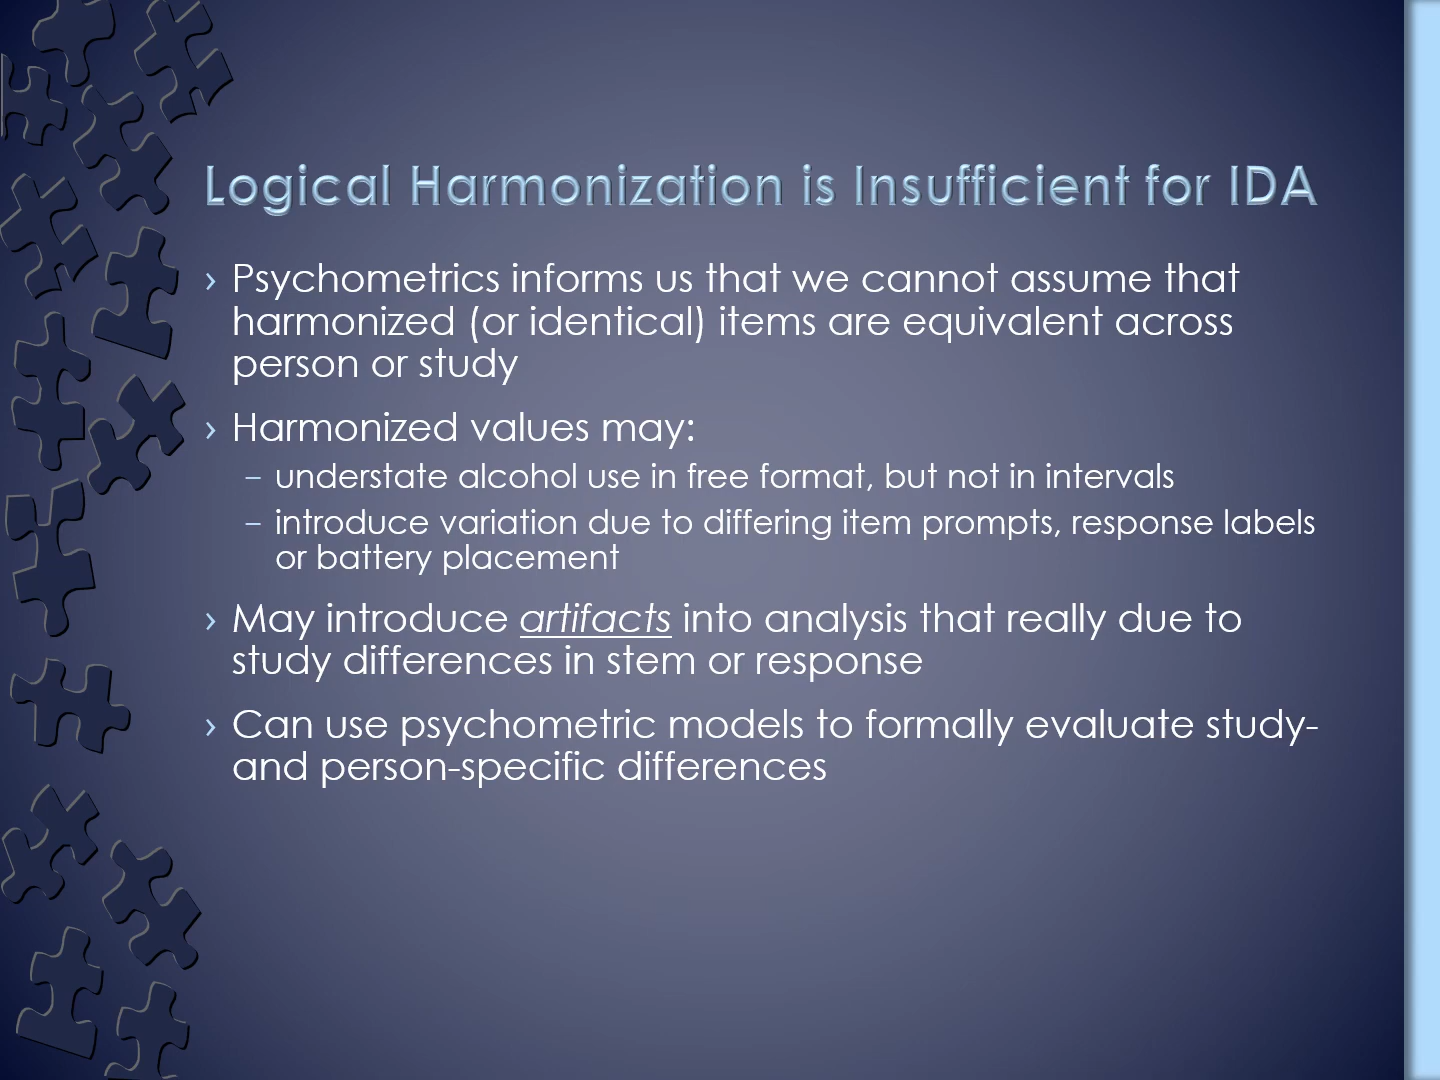 Logical Harmonization is Insufficient for IDA
› Psychometrics informs us that we cannot assume that
harmonized (or identical) items are equivalent across
person or study
› Harmonized values may:
– understate alcohol use in free format, but not in intervals
– introduce variation due to differing item prompts, response labels
or battery placement
› May introduce artifacts into analysis that really due to
study differences in stem or response
› Can use psychometric models to formally evaluate study-
and person-specific differences